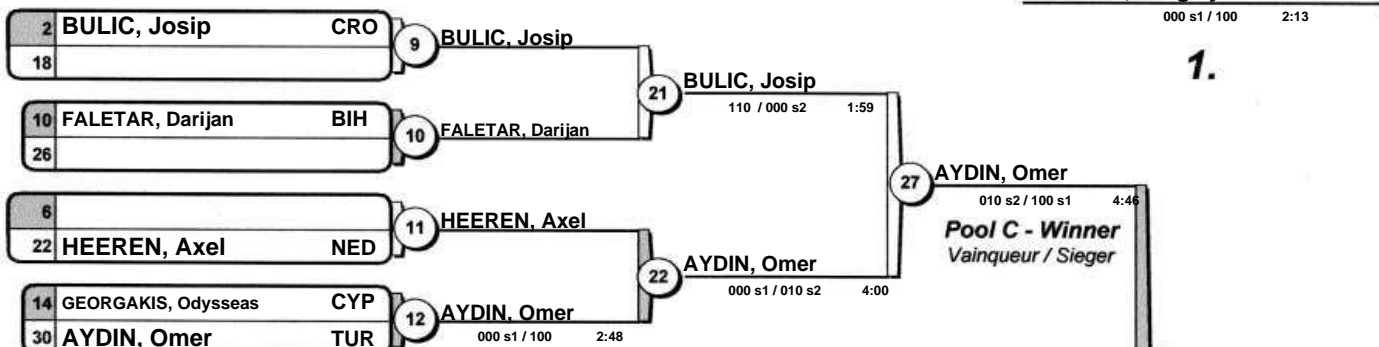 000 s1 / 100 2:13
1.
2 BULIC, Josip CRO
18
9 BULIC, Josip
10 FALETAR, Darijan BIH
26
10 FALETAR, Darijan
21 BULIC, Josip
110 / 000 s2 1:59
6
22 HEEREN, Axel NED
11 HEEREN, Axel
14 GEORGAKIS, Odysseas CYP
30 AYDIN, Omer TUR
12 AYDIN, Omer
000 s1 / 100 2:48
22 AYDIN, Omer
000 s1 / 010 s2 4:00
27 AYDIN, Omer
010 s2 / 100 s1 4:46
Pool C - Winner
Vainqueur / Sieger